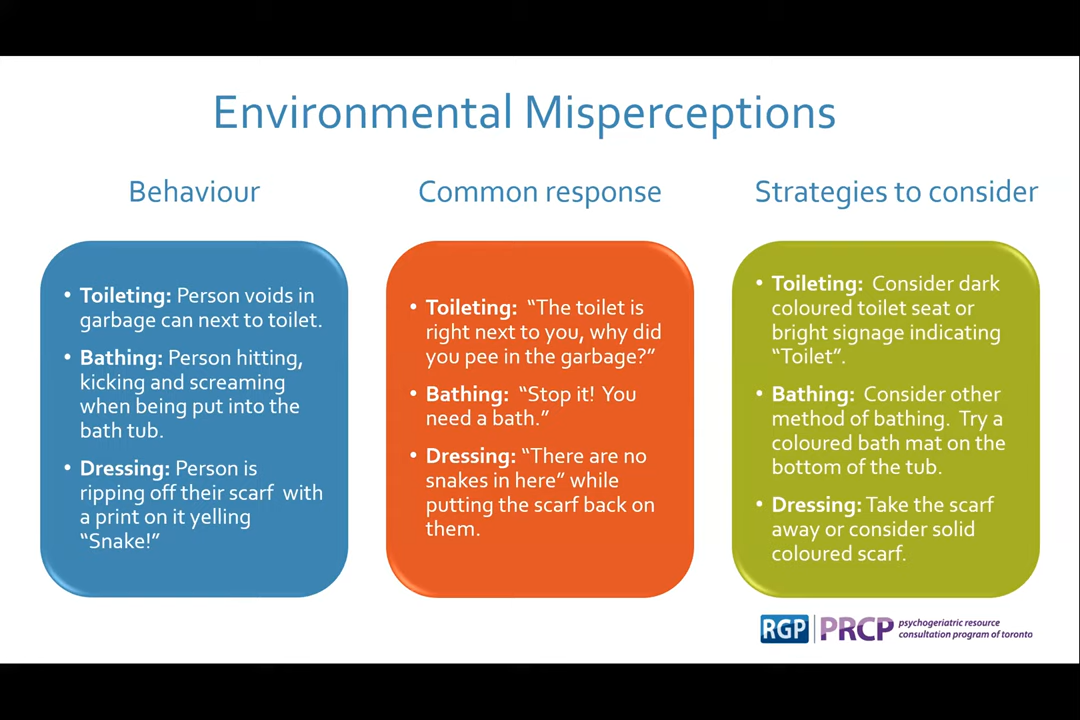 Environmental Misperceptions
Behaviour
• Toileting: Person voids in
garbage can next to toilet.
• Bathing: Person hitting,
kicking and screaming
when being put into the
bath tub.
• Dressing: Person is
ripping off their scarf with
a print on it yelling
“Snake!”
Common response
• Toileting: “The toilet is
right next to you, why did
you pee in the garbage?”
• Bathing: “Stop it! You
need a bath.”
• Dressing: “There are no
snakes in here” while
putting the scarf back on
them.
Strategies to consider
• Toileting: Consider dark
coloured toilet seat or
bright signage indicating
“Toilet”.
• Bathing: Consider other
method of bathing. Try a
coloured bath mat on the
bottom of the tub.
• Dressing: Take the scarf
away or consider solid
coloured scarf.
RGP PRCP psychogeriatric resource
consultation program of toronto